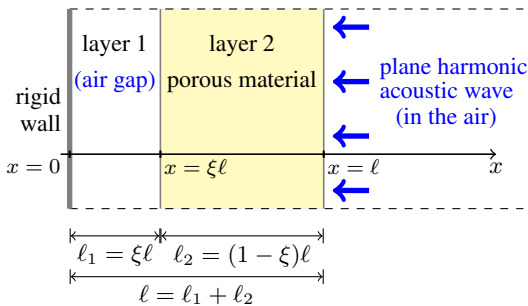 layer 1
(air gap)
layer 2
porous material
plane harmonic
acoustic wave
(in the air)
rigid
wall
x = 0
x = ξℓ
x = ℓ
x
ℓ₁ = ξℓ
ℓ₂ = (1 − ξ)ℓ
ℓ = ℓ₁ + ℓ₂